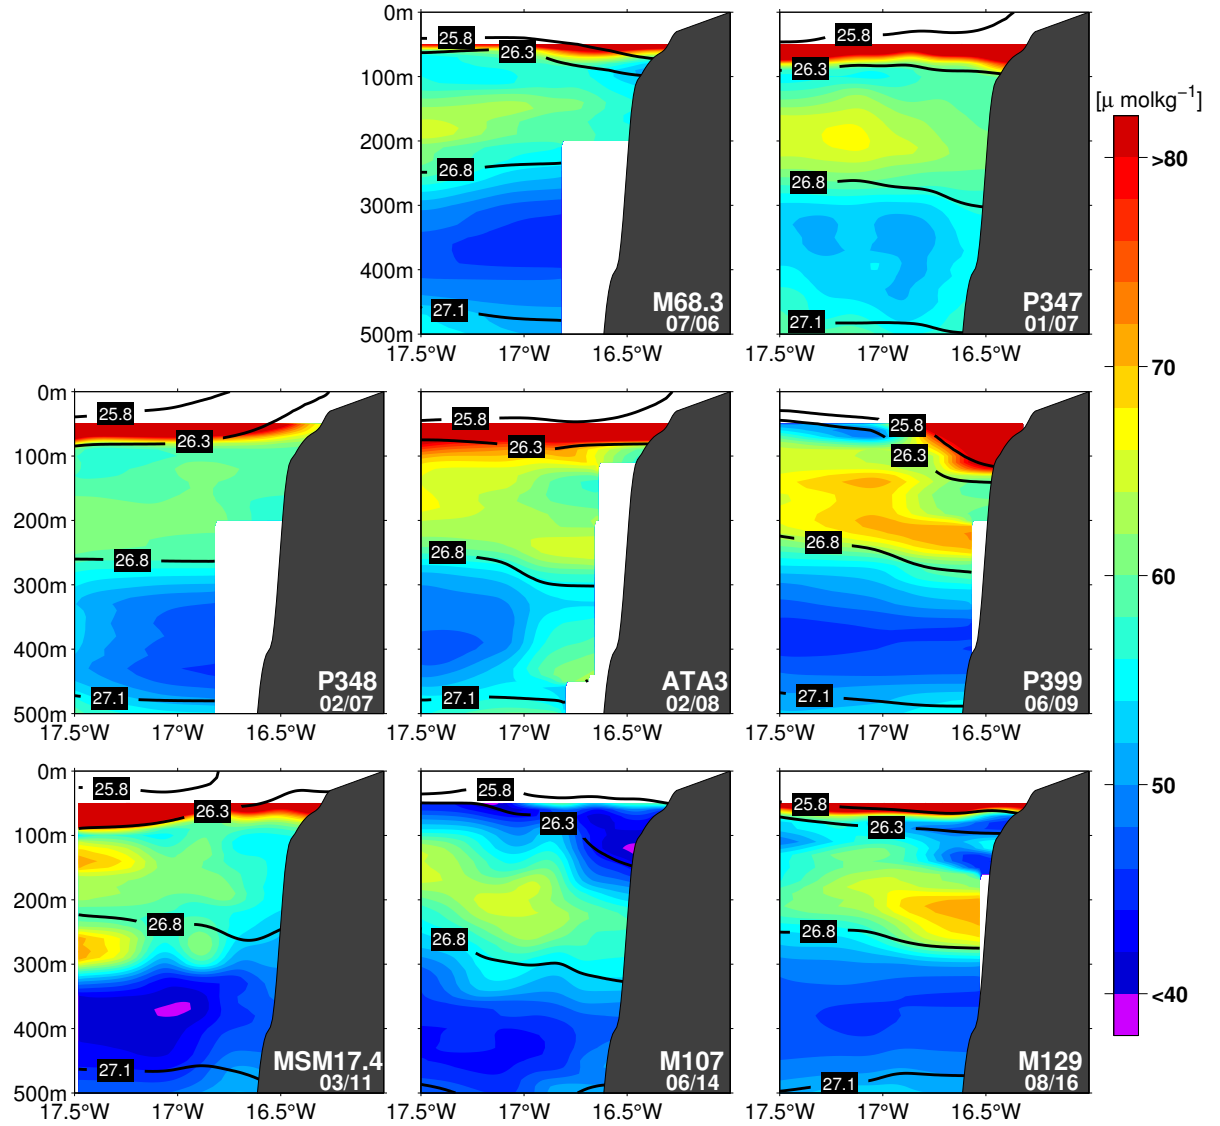 0m
100m
200m
300m
400m
500m
25.8
26.3
26.8
27.1
M68.3
07/06
17.5°W
17°W
16.5°W
25.8
26.3
26.8
27.1
P347
01/07
17.5°W
17°W
16.5°W
[μ molkg⁻¹]
>80
70
60
50
<40
0m
100m
200m
300m
400m
500m
25.8
26.3
26.8
27.1
P348
02/07
17.5°W
17°W
16.5°W
25.8
26.3
26.8
27.1
ATA3
02/08
17.5°W
17°W
16.5°W
25.8
26.3
26.8
27.1
P399
06/09
17.5°W
17°W
16.5°W
0m
100m
200m
300m
400m
500m
25.8
26.3
26.8
27.1
MSM17.4
03/11
17.5°W
17°W
16.5°W
25.8
26.3
26.8
M107
06/14
17.5°W
17°W
16.5°W
25.8
26.3
26.8
27.1
M129
08/16
17.5°W
17°W
16.5°W